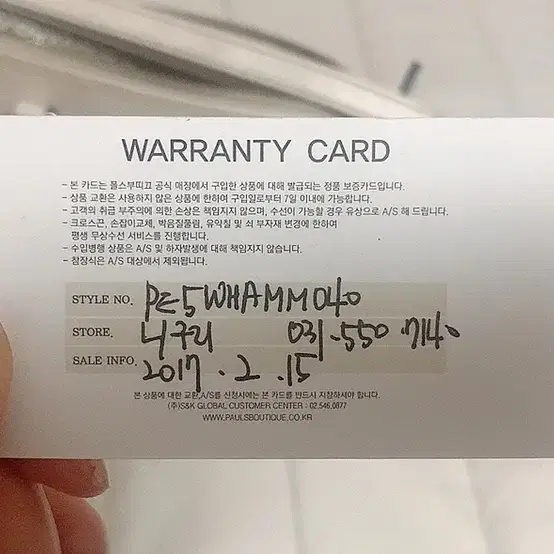 WARRANTY CARD
- 본 카드는 폴스부띠끄 공식 매장에서 구입한 상품에 대해 발급되는 정품 보증카드입니다.
- 상품 교환은 사용하지 않은 상품에 한하여 구입일로부터 7일 이내에 가능합니다.
- 고객의 취급 부주의에 의한 손상은 책임지지 않으며, 수선이 가능할 경우 유상으로 A/S 해 드립니다.
- 크로스끈, 손잡이교체, 박음질풀림, 유약칠 및 쇠 부자재 변경에 한하여
평생 무상수선 서비스를 진행합니다.
- 수입병행 상품은 A/S 및 하자발생에 대해 책임지지 않습니다.
- 참장식은 A/S 대상에서 제외됩니다.
STYLE NO. PE5WHAMM040
STORE. 니구리 031.550.7140
SALE INFO. 2017.2.15
본 상품에 대한 교환,A/S를 신청시에는 본 카드를 반드시 지참하셔야 합니다.
(주)S&K GLOBAL CUSTOMER CENTER : 02.546.0877
WWW.PAULSBOUTIQUE.CO.KR